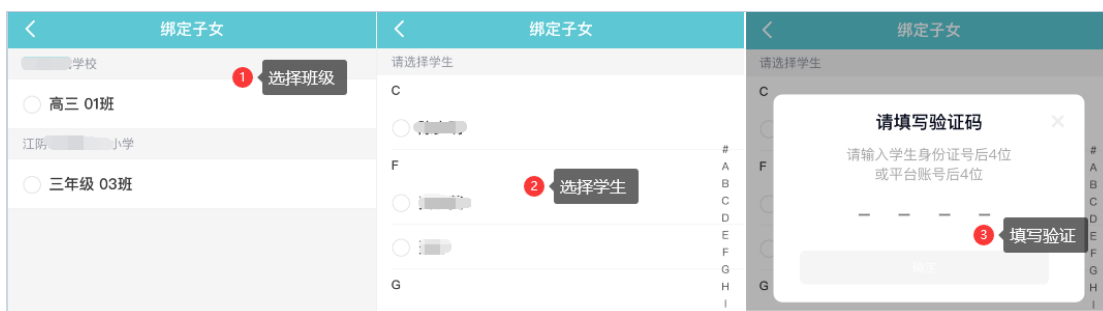 绑定子女
学校
1 选择班级
高三 01班
江阴 小学
三年级 03班
绑定子女
请选择学生
C
F
2 选择学生
G
#
A
B
C
D
E
F
G
H
I
绑定子女
请选择学生
C
请填写验证码
请输入学生身份证号后4位
或平台账号后4位
F
3 填写验证
确定
G
#
A
B
C
D
E
F
G
H
I